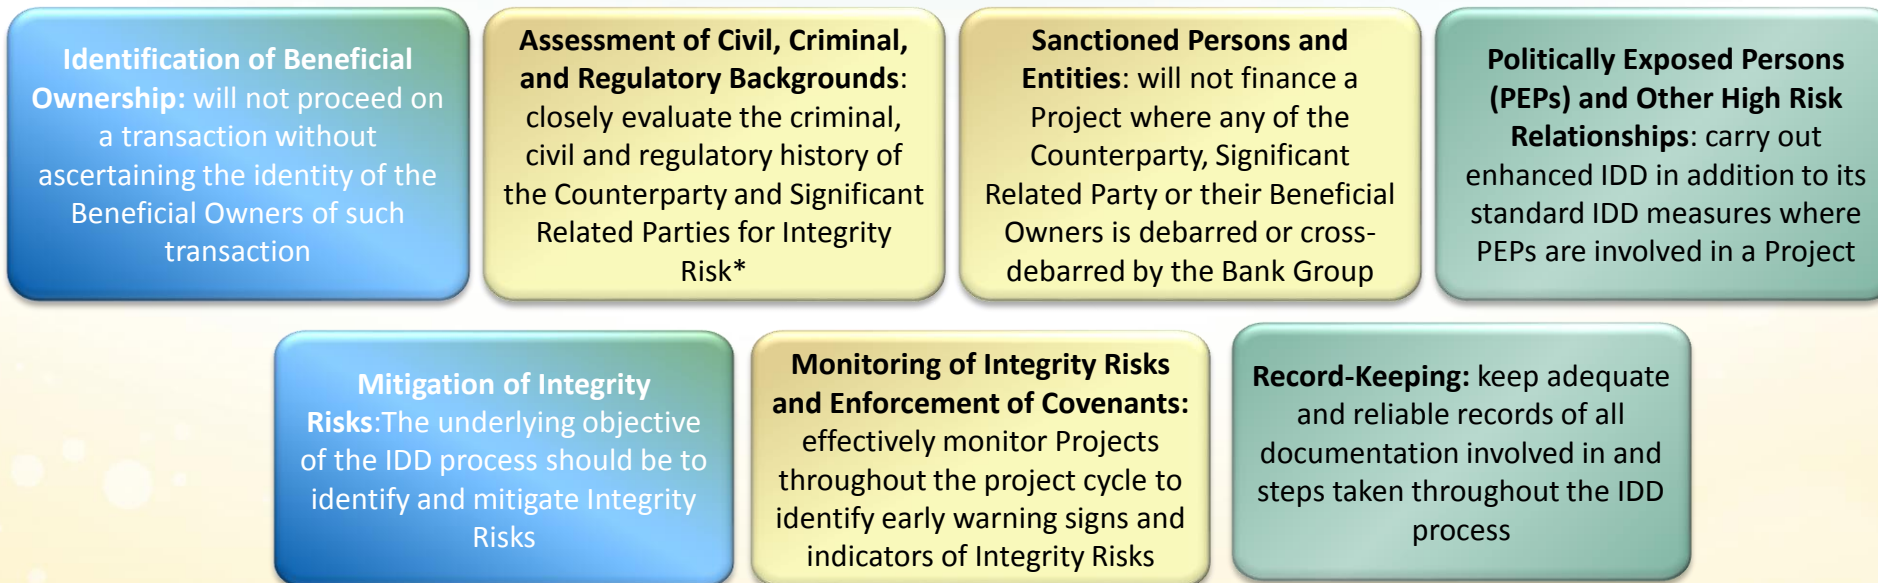 Identification of Beneficial
Ownership: will not proceed on
a transaction without
ascertaining the identity of the
Beneficial Owners of such
transaction
Assessment of Civil, Criminal,
and Regulatory Backgrounds:
closely evaluate the criminal,
civil and regulatory history of
the Counterparty and Significant
Related Parties for Integrity
Risk*
Sanctioned Persons and
Entities: will not finance a
Project where any of the
Counterparty, Significant
Related Party or their Beneficial
Owners is debarred or cross-
debarred by the Bank Group
Politically Exposed Persons
(PEPs) and Other High Risk
Relationships: carry out
enhanced IDD in addition to its
standard IDD measures where
PEPs are involved in a Project
Mitigation of Integrity
Risks:The underlying objective
of the IDD process should be to
identify and mitigate Integrity
Risks
Monitoring of Integrity Risks
and Enforcement of Covenants:
effectively monitor Projects
throughout the project cycle to
identify early warning signs and
indicators of Integrity Risks
Record-Keeping: keep adequate
and reliable records of all
documentation involved in and
steps taken throughout the IDD
process